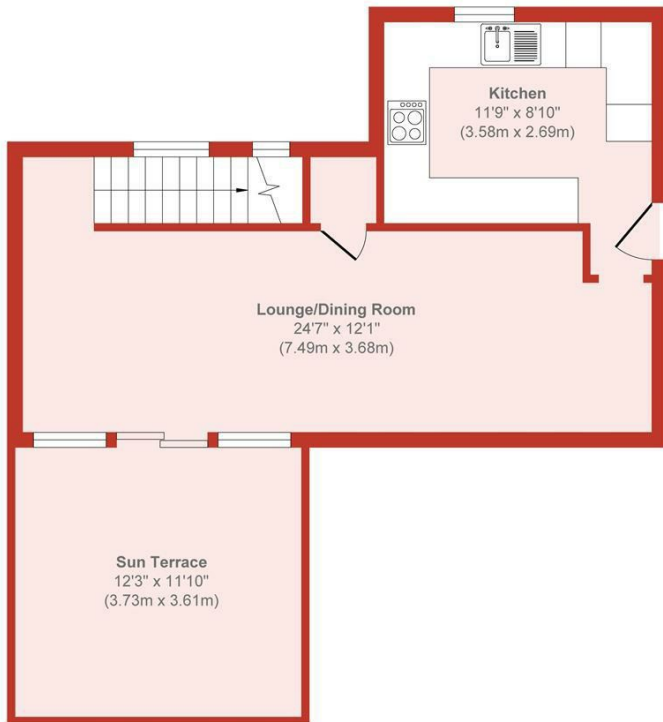 Kitchen
11'9" x 8'10"
(3.58m x 2.69m)
Lounge/Dining Room
24'7" x 12'1"
(7.49m x 3.68m)
Sun Terrace
12'3" x 11'10"
(3.73m x 3.61m)